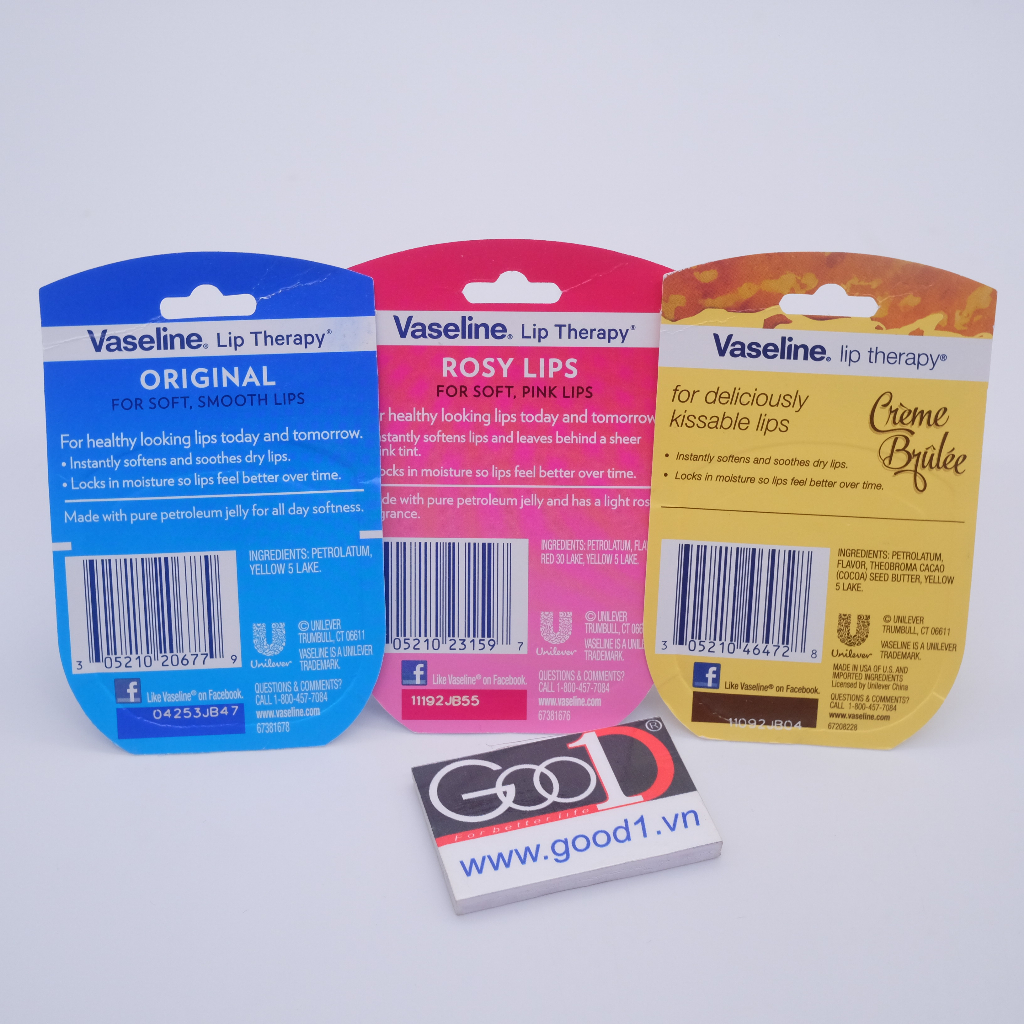 Vaseline® Lip Therapy®
ORIGINAL
FOR SOFT, SMOOTH LIPS
For healthy looking lips today and tomorrow.
• Instantly softens and soothes dry lips.
• Locks in moisture so lips feel better over time.
Made with pure petroleum jelly for all day softness.
INGREDIENTS: PETROLATUM,
YELLOW 5 LAKE.
3 05210 20677 9
Unilever
© UNILEVER
TRUMBULL, CT 06611
VASELINE IS A UNILEVER
TRADEMARK.
f Like Vaseline® on Facebook.
04253JB47
QUESTIONS & COMMENTS?
CALL 1-800-457-7084
www.vaseline.com
67381678
Vaseline® Lip Therapy®
ROSY LIPS
FOR SOFT, PINK LIPS
r healthy looking lips today and tomorrow
stantly softens lips and leaves behind a sheer
ink tint.
ocks in moisture so lips feel better over time.
de with pure petroleum jelly and has a light ros
grance.
INGREDIENTS: PETROLATUM, FLA
RED 30 LAKE, YELLOW 5 LAKE.
05210 23159 7
Unilever
© UNILEVER
TRUMBULL, CT 066
VASELINE IS A UNIL
TRADEMARK.
f Like Vaseline® on Facebook.
11192JB55
QUESTIONS & COMMENTS?
CALL 1-800-457-7084
www.vaseline.com
67381676
Vaseline® lip therapy®
for deliciously
kissable lips
Crème
Brûlée
• Instantly softens and soothes dry lips.
• Locks in moisture so lips feel better over time.
INGREDIENTS: PETROLATUM,
FLAVOR, THEOBROMA CACAO
(COCOA) SEED BUTTER, YELLOW
5 LAKE.
3 05210 46472 8
Unilever
© UNILEVER
TRUMBULL, CT 06611
VASELINE IS A UNILEVER
TRADEMARK.
MADE IN USA OF U.S. AND
IMPORTED INGREDIENTS
Licensed by Unilever China
f Like Vaseline® on Facebook.
11092JB04
QUESTIONS & COMMENTS?
CALL 1-800-457-7084
www.vaseline.com
67208228
GOO1D®
For better life
www.good1.vn